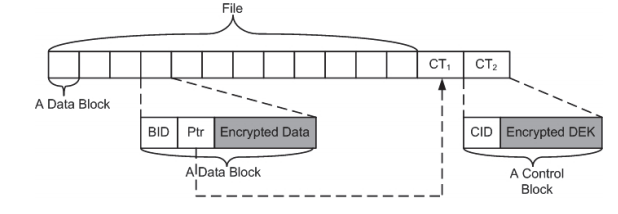 File
CT1 CT2
A Data Block
BID Ptr Encrypted Data CID Encrypted DEK
A Data Block
A Control
Block